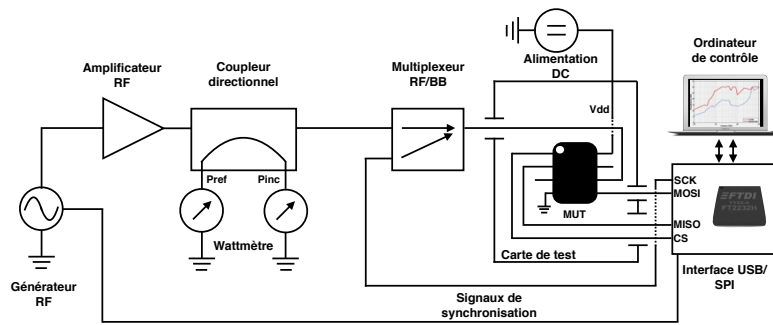 Alimentation
DC
Amplificateur
RF
Coupleur
directionnel
Multiplexeur
RF/BB
Ordinateur
de contrôle
Vdd
Pref
Pinc
SCK
MOSI
MISO
CS
FTDI
FT2232H
MUT
Wattmètre
Carte de test
Générateur
RF
Interface USB/
SPI
Signaux de
synchronisation